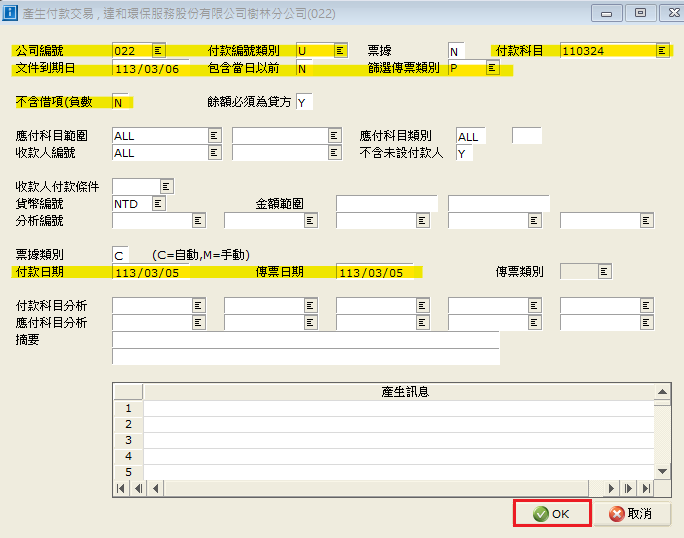 產生付款交易 , 達和環保服務股份有限公司樹林分公司(022)
公司編號 022 付款編號類別 U 票據 N 付款科目 110324
文件到期日 113/03/06 包含當日以前 N 篩選傳票類別 P
不含借項(負數 N 餘額必須為貸方 Y
應付科目範圍 ALL 應付科目類別 ALL
收款人編號 ALL 不含未設付款人 Y
收款人付款條件
貨幣編號 NTD 金額範圍
分析編號
票據類別 C (C=自動,M=手動)
付款日期 113/03/05 傳票日期 113/03/05 傳票類別
付款科目分析
應付科目分析
摘要
產生訊息
1
2
3
4
5
OK 取消